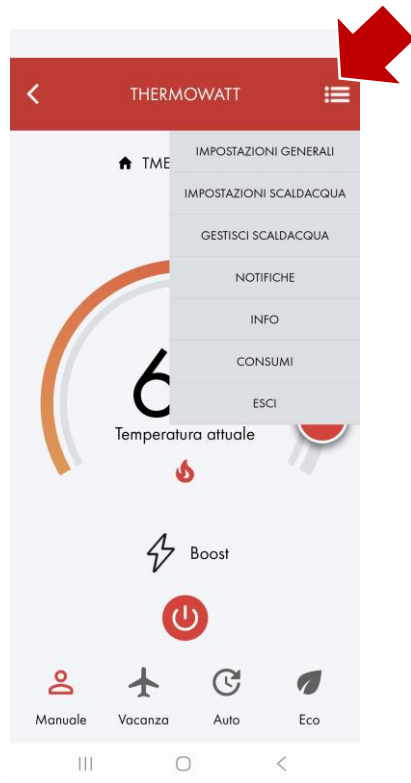 THERMOWATT
TME
IMPOSTAZIONI GENERALI
IMPOSTAZIONI SCALDACQUA
GESTISCI SCALDACQUA
NOTIFICHE
INFO
CONSUMI
ESCI
6
Temperatura attuale
Boost
Manuale Vacanza Auto Eco